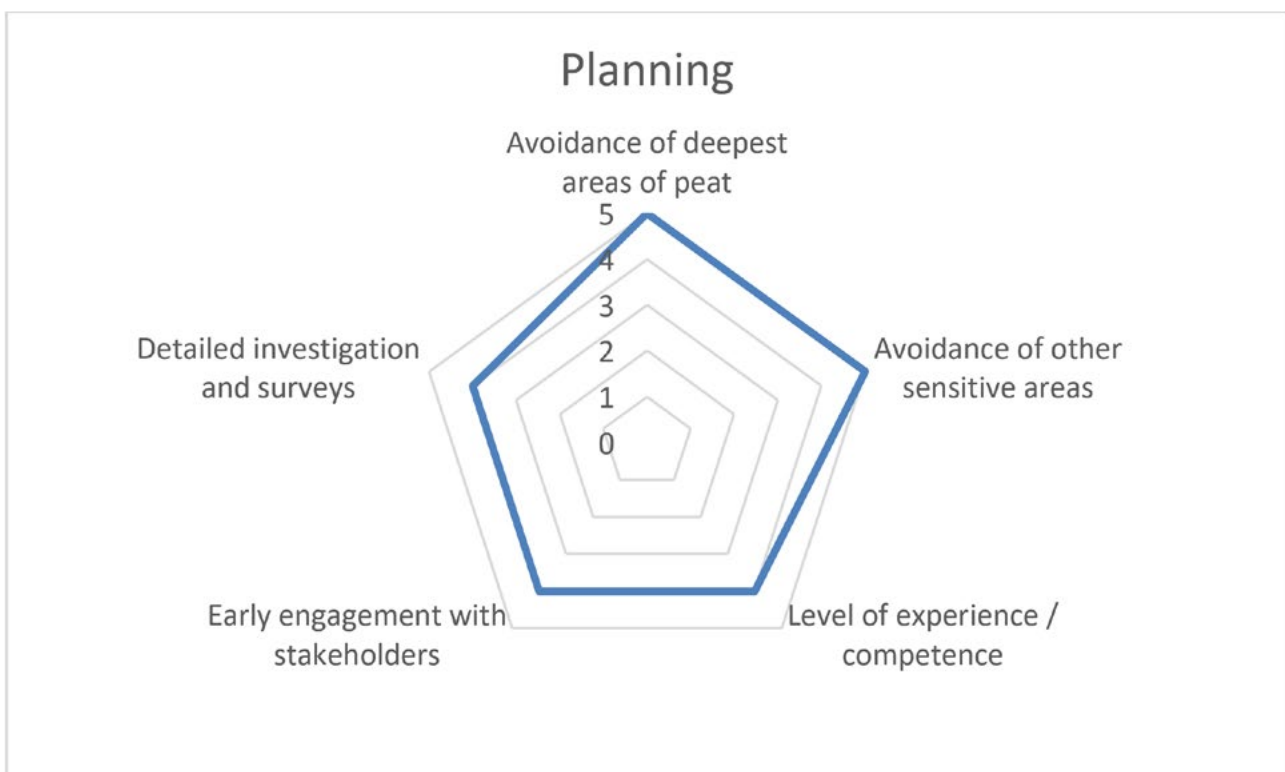 Planning
Avoidance of deepest
areas of peat
5
4
3
2
1
0
Avoidance of other
sensitive areas
Level of experience /
competence
Early engagement with
stakeholders
Detailed investigation
and surveys